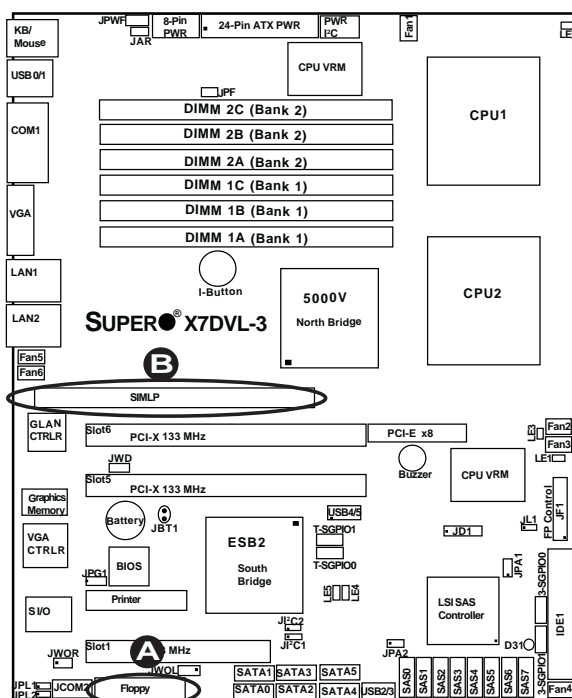 JPWF
JAR
8-Pin
PWR
24-Pin ATX PWR
PWR
I²C
Fan1
LE
KB/
Mouse
USB0/1
COM1
VGA
LAN1
LAN2
Fan5
Fan6
CPU VRM
JPF
DIMM 2C (Bank 2)
DIMM 2B (Bank 2)
DIMM 2A (Bank 2)
DIMM 1C (Bank 1)
DIMM 1B (Bank 1)
DIMM 1A (Bank 1)
CPU1
CPU2
I-Button
5000V
North Bridge
SUPER® X7DVL-3
B
SIMLP
GLAN
CTRLR
Slot6
PCI-X 133 MHz
PCI-E x8
LE3
Fan2
Fan3
LE1
JWD
Slot5
PCI-X 133 MHz
Buzzer
CPU VRM
Graphics
Memory
Battery
JBT1
USB4/5
T-SGPIO1
T-SGPIO0
JD1
JL1
FP Control
JF1
VGA
CTRLR
BIOS
ESB2
South
Bridge
JPG1
Printer
LE5
LE4
LSI SAS
Controller
JPA1
3-SGPIO0
3-SGPIO1
IDE1
S I/O
JI²C2
JI²C1
JPA2
D31
Slot1
MHz
A
JWOR
JWOL
JPL1
JPL2
JCOM2
Floppy
SATA1
SATA3
SATA5
SATA0
SATA2
SATA4
USB2/3
SAS0
SAS1
SAS2
SAS3
SAS4
SAS5
SAS6
SAS7
Fan4